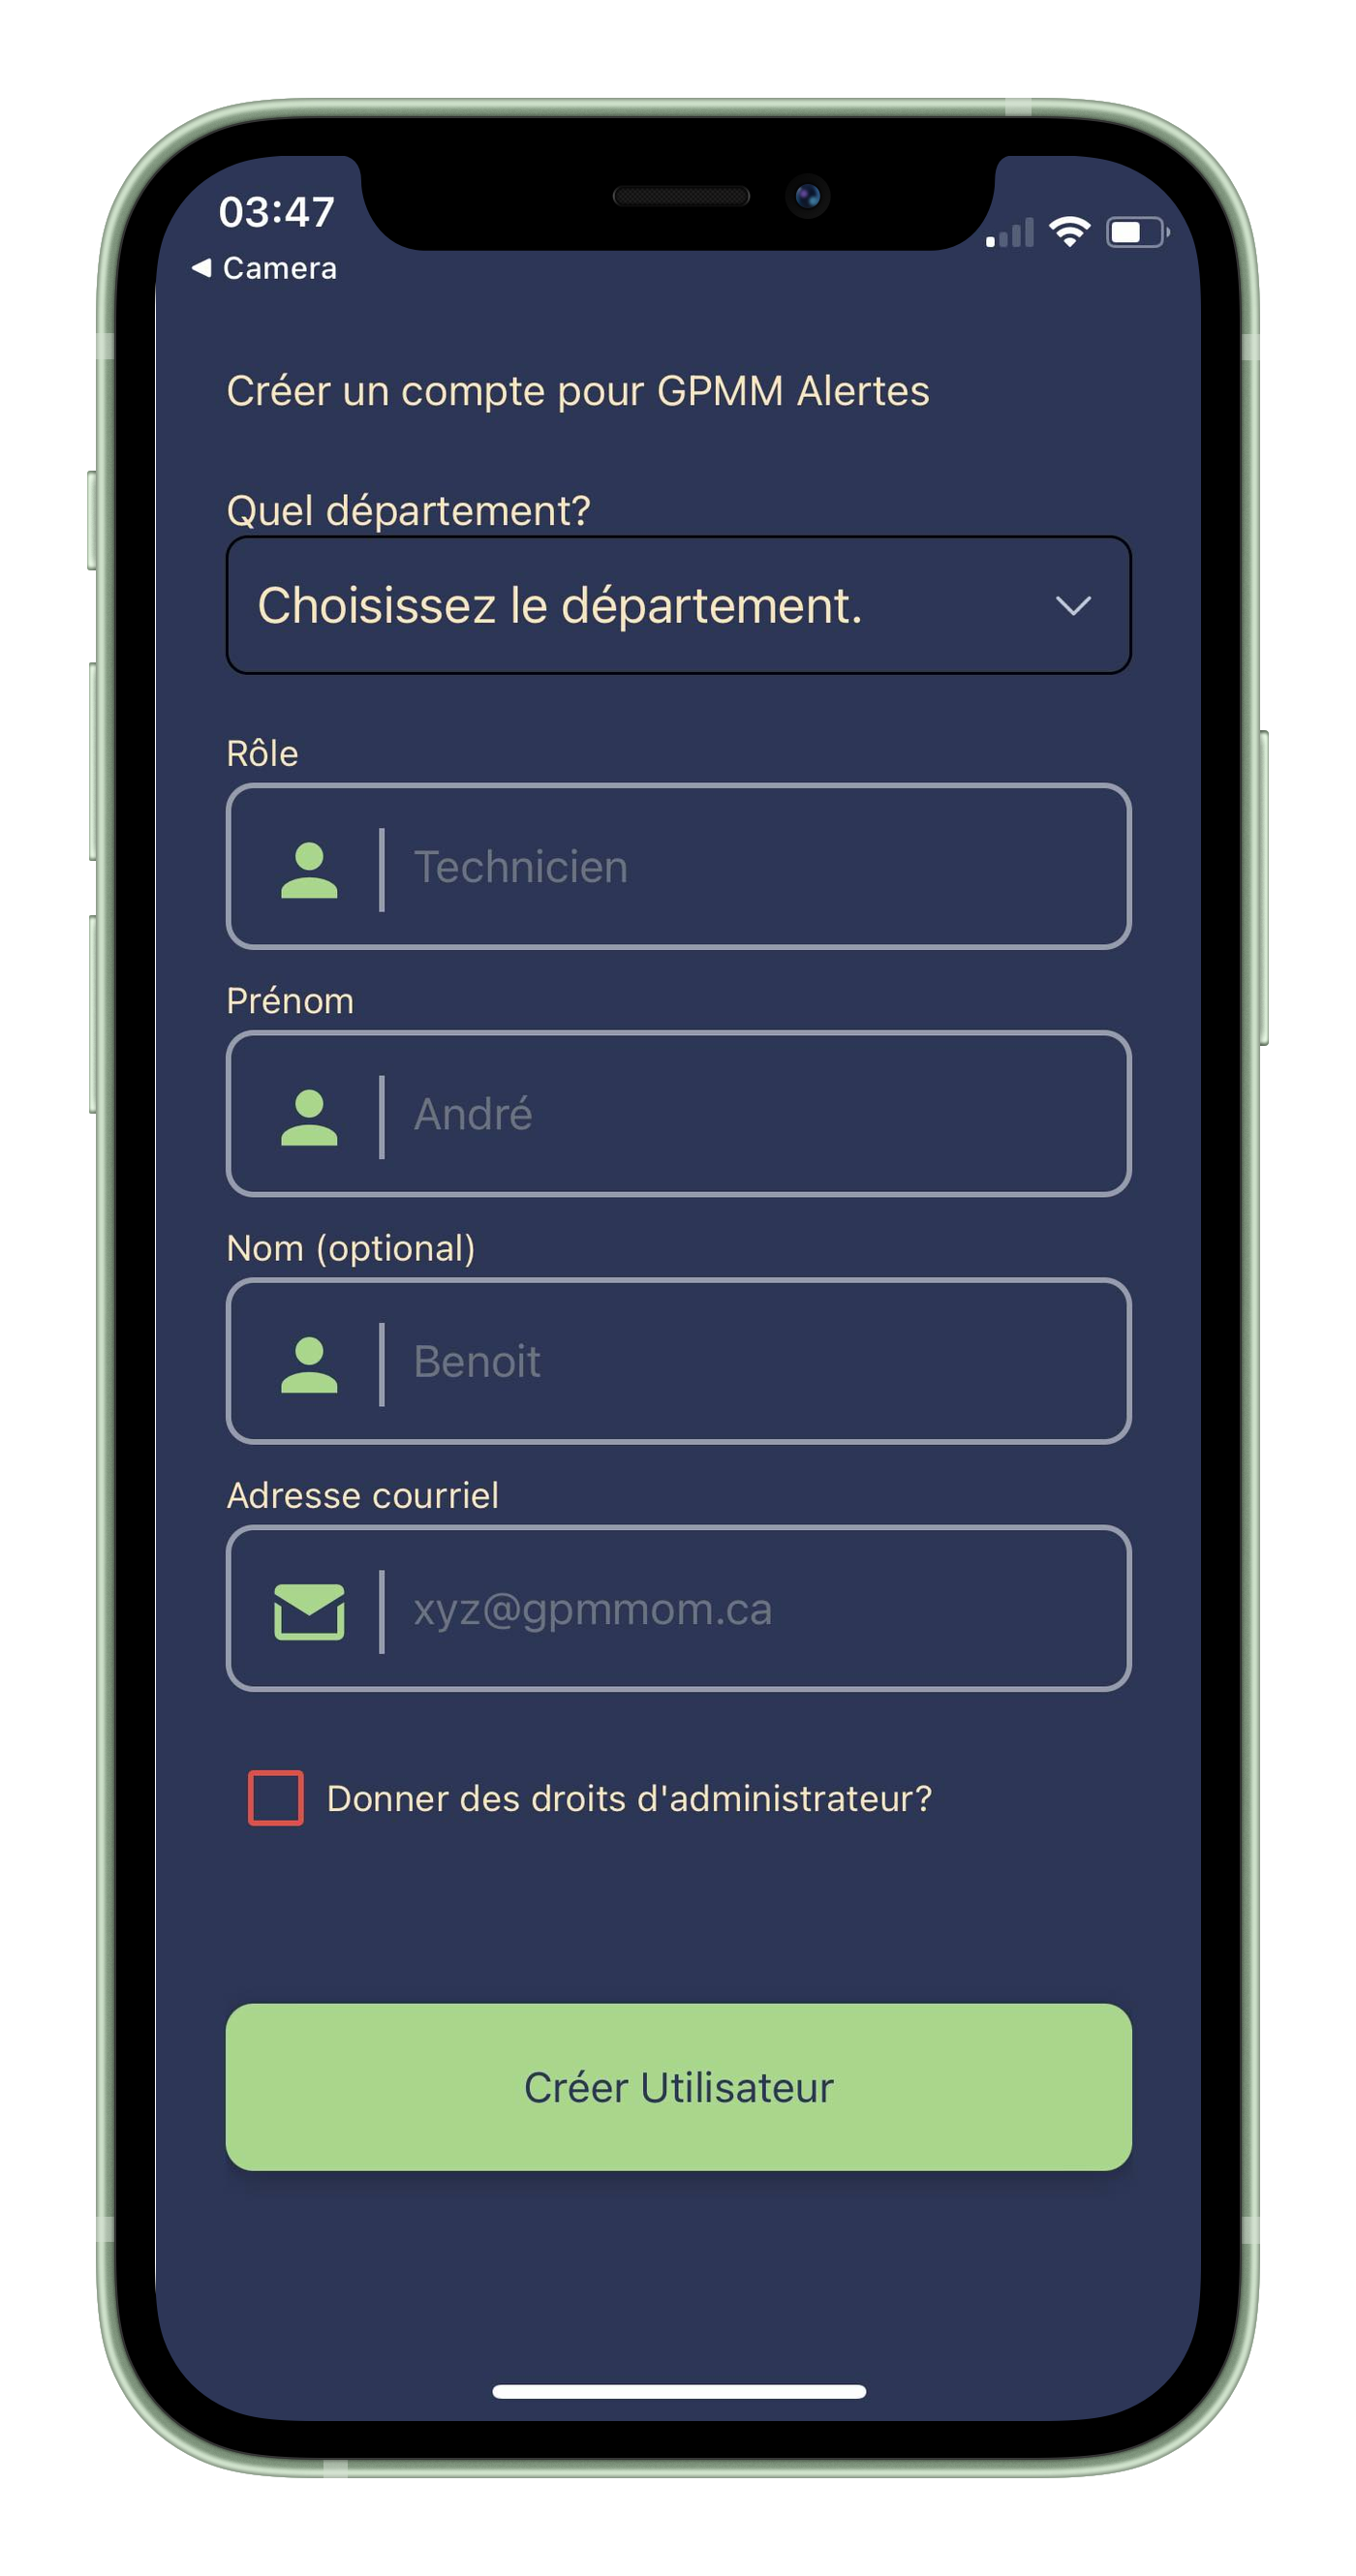 03:47
Camera
Créer un compte pour GPMM Alertes
Quel département?
Choisissez le département.
Rôle
Technicien
Prénom
André
Nom (optional)
Benoit
Adresse courriel
xyz@gpmmom.ca
Donner des droits d'administrateur?
Créer Utilisateur